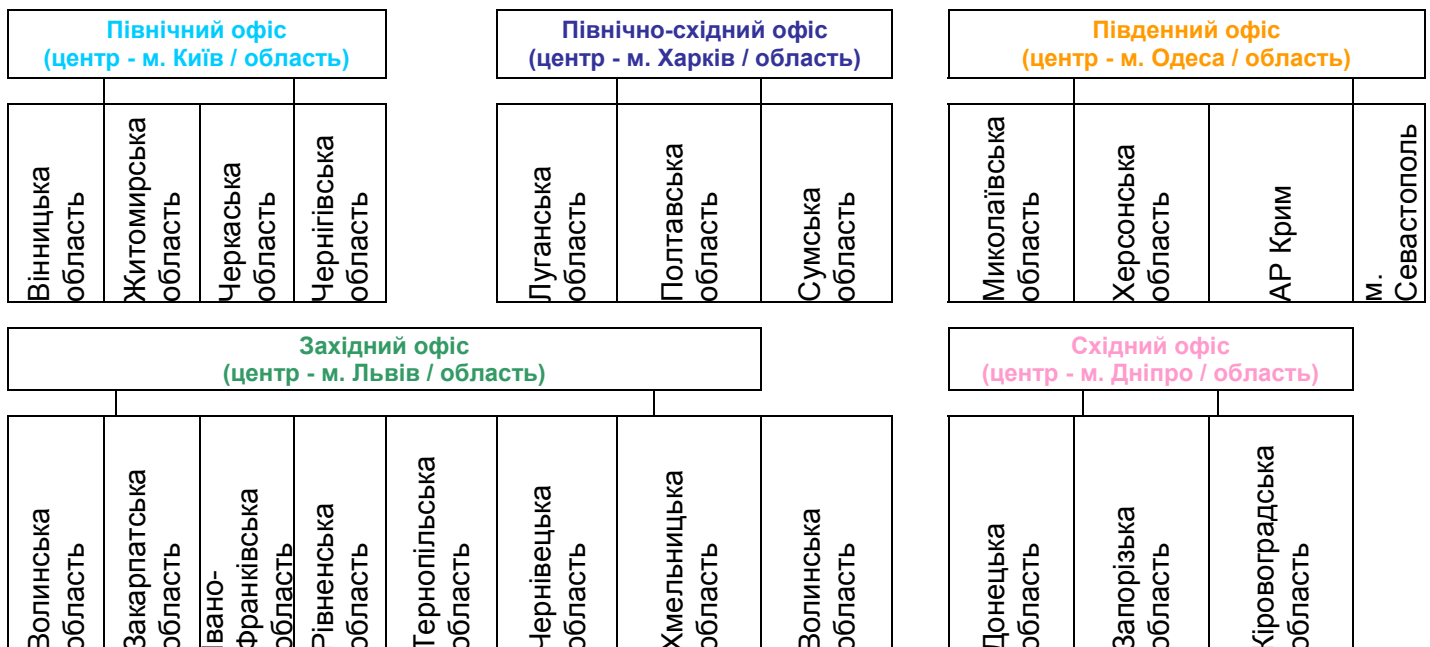 Північний офіс
(центр - м. Київ / область)
Північно-східний офіс
(центр - м. Харків / область)
Південний офіс
(центр - м. Одеса / область)
Вінницька
область
Житомирська
область
Черкаська
область
Чернігівська
область
Луганська
область
Полтавська
область
Сумська
область
Миколаївська
область
Херсонська
область
АР Крим
м.
Севастополь
Західний офіс
(центр - м. Львів / область)
Східний офіс
(центр - м. Дніпро / область)
Волинська
область
Закарпатська
область
Івано-
Франківська
область
Рівненська
область
Тернопільська
область
Чернівецька
область
Хмельницька
область
Волинська
область
Донецька
область
Запорізька
область
Кіровоградська
область